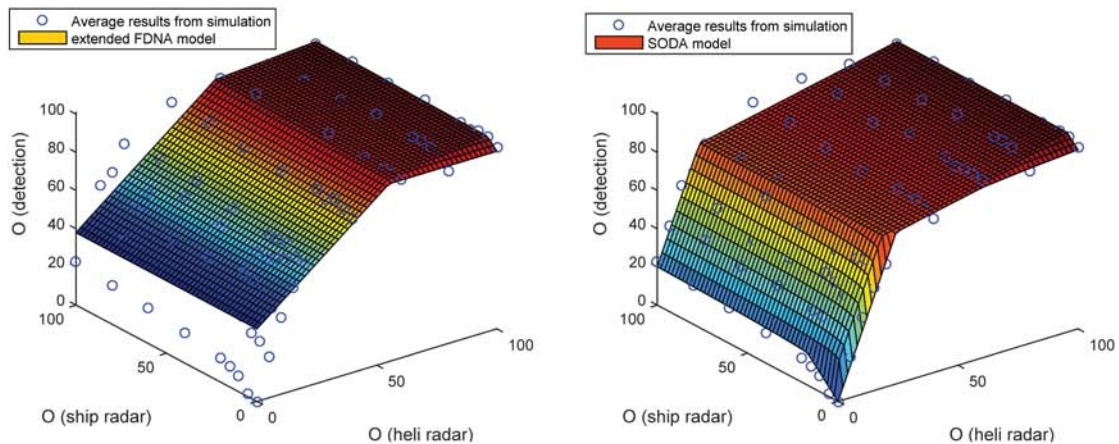 Average results from simulation
extended FDNA model
100
80
60
40
20
0
O (detection)
100
50
0
O (ship radar)
0
50
100
O (heli radar)
Average results from simulation
SODA model
100
80
60
40
20
0
O (detection)
100
50
0
O (ship radar)
0
50
100
O (heli radar)